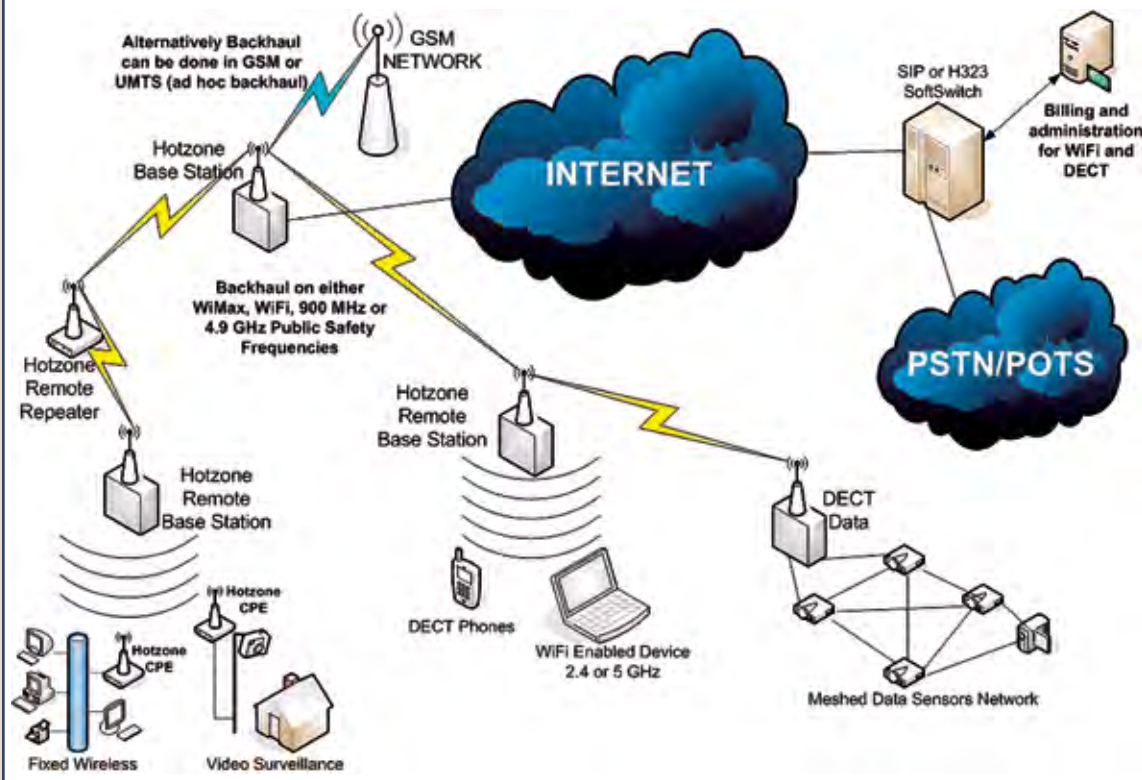 Alternatively Backhaul
can be done in GSM or
UMTS (ad hoc backhaul)
GSM
NETWORK
SIP or H323
SoftSwitch
Billing and
administration
for WiFi and
DECT
Hotzone
Base Station
INTERNET
Backhaul on either
WiMax, WiFi, 900 MHz or
4.9 GHz Public Safety
Frequencies
PSTN/POTS
Hotzone
Remote
Repeater
Hotzone
Remote
Base Station
Hotzone
Remote
Base Station
DECT
Data
Hotzone
CPE
Hotzone
CPE
DECT Phones
WiFi Enabled Device
2.4 or 5 GHz
Meshed Data Sensors Network
Fixed Wireless
Video Surveillance